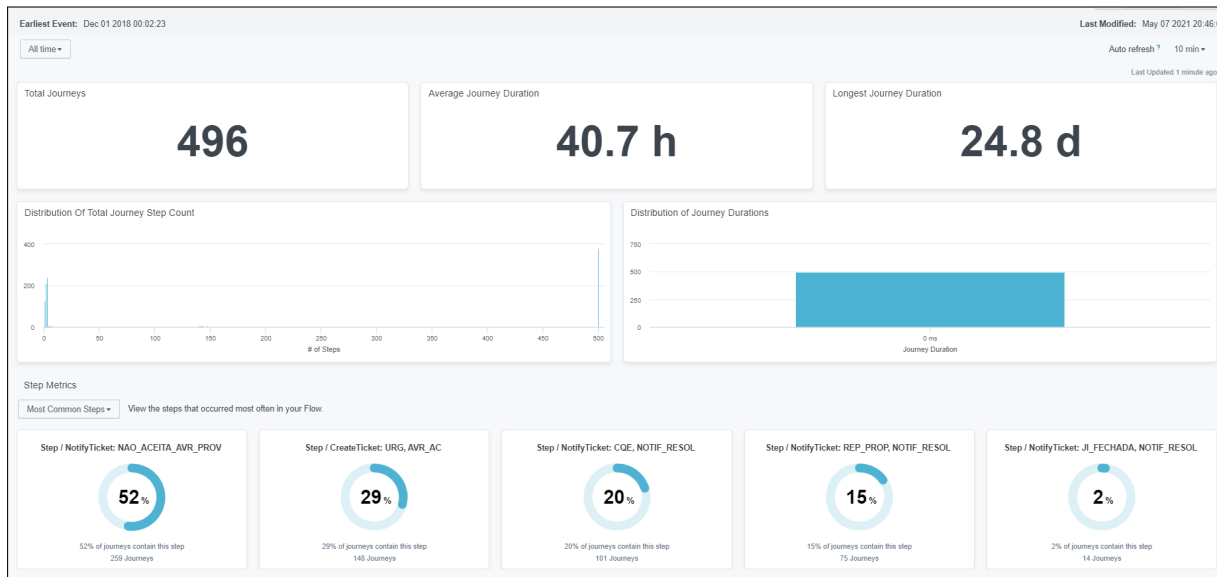 Earliest Event: Dec 01 2018 00:02:23
Last Modified: May 07 2021 20:46:
All time
Auto refresh ? 10 min
Last Updated 1 minute ago
Total Journeys
Average Journey Duration
Longest Journey Duration
496
40.7 h
24.8 d
Distribution Of Total Journey Step Count
400
200
0
0 50 100 150 200 250 300 350 400 450 500
# of Steps
Distribution of Journey Durations
750
500
250
0
0 ms
Journey Duration
Step Metrics
Most Common Steps
View the steps that occurred most often in your Flow.
Step / NotifyTicket: NAO_ACEITA_AVR_PROV
52 %
52% of journeys contain this step
259 Journeys
Step / CreateTicket: URG, AVR_AC
29 %
29% of journeys contain this step
148 Journeys
Step / NotifyTicket: CQE, NOTIF_RESOL
20 %
20% of journeys contain this step
101 Journeys
Step / NotifyTicket: REP_PROP, NOTIF_RESOL
15 %
15% of journeys contain this step
75 Journeys
Step / NotifyTicket: JI_FECHADA, NOTIF_RESOL
2 %
2% of journeys contain this step
14 Journeys